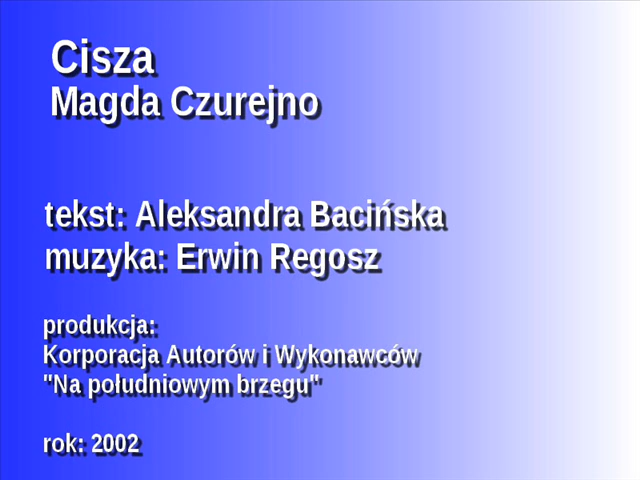 Cisza
Magda Czurejno
tekst: Aleksandra Bacińska
muzyka: Erwin Regosz
produkcja:
Korporacja Autorów i Wykonawców
"Na południowym brzegu"
rok: 2002